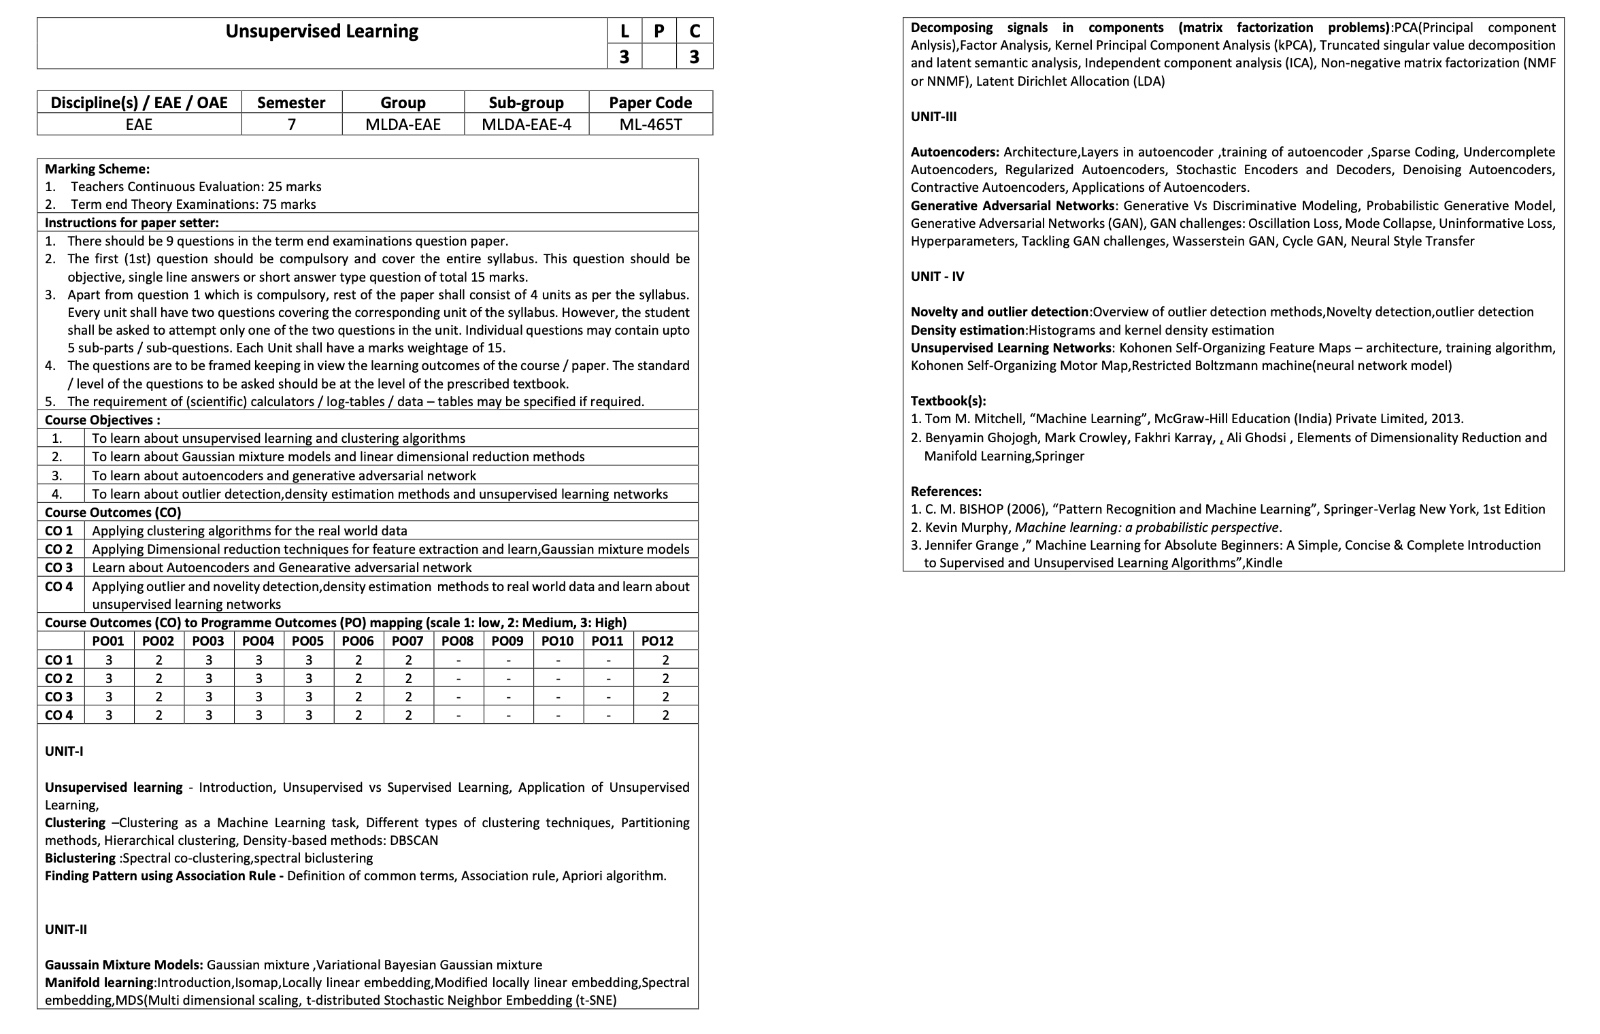 Unsupervised Learning L P C
3 3
Discipline(s) / EAE / OAE Semester Group Sub-group Paper Code
EAE 7 MLDA-EAE MLDA-EAE-4 ML-465T
Marking Scheme:
1. Teachers Continuous Evaluation: 25 marks
2. Term end Theory Examinations: 75 marks
Instructions for paper setter:
1. There should be 9 questions in the term end examinations question paper.
2. The first (1st) question should be compulsory and cover the entire syllabus. This question should be
objective, single line answers or short answer type question of total 15 marks.
3. Apart from question 1 which is compulsory, rest of the paper shall consist of 4 units as per the syllabus.
Every unit shall have two questions covering the corresponding unit of the syllabus. However, the student
shall be asked to attempt only one of the two questions in the unit. Individual questions may contain upto
5 sub-parts / sub-questions. Each Unit shall have a marks weightage of 15.
4. The questions are to be framed keeping in view the learning outcomes of the course / paper. The standard
/ level of the questions to be asked should be at the level of the prescribed textbook.
5. The requirement of (scientific) calculators / log-tables / data – tables may be specified if required.
Course Objectives :
1. To learn about unsupervised learning and clustering algorithms
2. To learn about Gaussian mixture models and linear dimensional reduction methods
3. To learn about autoencoders and generative adversarial network
4. To learn about outlier detection,density estimation methods and unsupervised learning networks
Course Outcomes (CO)
CO 1 Applying clustering algorithms for the real world data
CO 2 Applying Dimensional reduction techniques for feature extraction and learn,Gaussian mixture models
CO 3 Learn about Autoencoders and Genearative adversarial network
CO 4 Applying outlier and novelity detection,density estimation methods to real world data and learn about
unsupervised learning networks
Course Outcomes (CO) to Programme Outcomes (PO) mapping (scale 1: low, 2: Medium, 3: High)
PO01 PO02 PO03 PO04 PO05 PO06 PO07 PO08 PO09 PO10 PO11 PO12
CO 1 3 2 3 3 3 2 2 - - - - 2
CO 2 3 2 3 3 3 2 2 - - - - 2
CO 3 3 2 3 3 3 2 2 - - - - 2
CO 4 3 2 3 3 3 2 2 - - - - 2
UNIT-I
Unsupervised learning - Introduction, Unsupervised vs Supervised Learning, Application of Unsupervised
Learning,
Clustering –Clustering as a Machine Learning task, Different types of clustering techniques, Partitioning
methods, Hierarchical clustering, Density-based methods: DBSCAN
Biclustering :Spectral co-clustering,spectral biclustering
Finding Pattern using Association Rule - Definition of common terms, Association rule, Apriori algorithm.
UNIT-II
Gaussain Mixture Models: Gaussian mixture ,Variational Bayesian Gaussian mixture
Manifold learning:Introduction,Isomap,Locally linear embedding,Modified locally linear embedding,Spectral
embedding,MDS(Multi dimensional scaling, t-distributed Stochastic Neighbor Embedding (t-SNE)
Decomposing signals in components (matrix factorization problems):PCA(Principal component
Anlysis),Factor Analysis, Kernel Principal Component Analysis (kPCA), Truncated singular value decomposition
and latent semantic analysis, Independent component analysis (ICA), Non-negative matrix factorization (NMF
or NNMF), Latent Dirichlet Allocation (LDA)
UNIT-III
Autoencoders: Architecture,Layers in autoencoder ,training of autoencoder ,Sparse Coding, Undercomplete
Autoencoders, Regularized Autoencoders, Stochastic Encoders and Decoders, Denoising Autoencoders,
Contractive Autoencoders, Applications of Autoencoders.
Generative Adversarial Networks: Generative Vs Discriminative Modeling, Probabilistic Generative Model,
Generative Adversarial Networks (GAN), GAN challenges: Oscillation Loss, Mode Collapse, Uninformative Loss,
Hyperparameters, Tackling GAN challenges, Wasserstein GAN, Cycle GAN, Neural Style Transfer
UNIT - IV
Novelty and outlier detection:Overview of outlier detection methods,Novelty detection,outlier detection
Density estimation:Histograms and kernel density estimation
Unsupervised Learning Networks: Kohonen Self-Organizing Feature Maps – architecture, training algorithm,
Kohonen Self-Organizing Motor Map,Restricted Boltzmann machine(neural network model)
Textbook(s):
1. Tom M. Mitchell, “Machine Learning”, McGraw-Hill Education (India) Private Limited, 2013.
2. Benyamin Ghojogh, Mark Crowley, Fakhri Karray, , Ali Ghodsi , Elements of Dimensionality Reduction and
Manifold Learning,Springer
References:
1. C. M. BISHOP (2006), “Pattern Recognition and Machine Learning”, Springer-Verlag New York, 1st Edition
2. Kevin Murphy, Machine learning: a probabilistic perspective.
3. Jennifer Grange ,” Machine Learning for Absolute Beginners: A Simple, Concise & Complete Introduction
to Supervised and Unsupervised Learning Algorithms”,Kindle